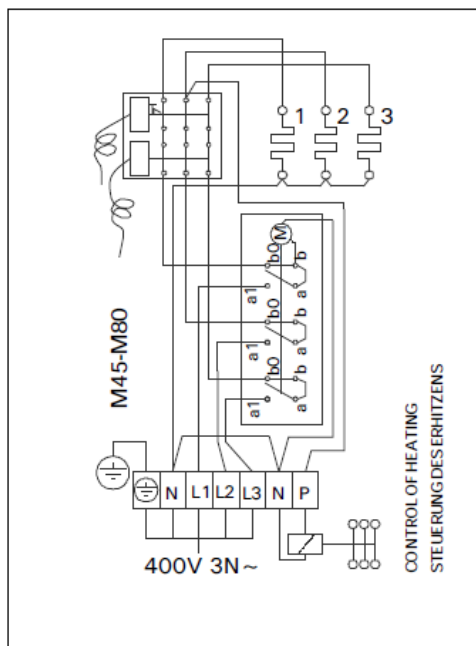 1 2 3
M
b0 b
a1 a
b0 b
a1 a
b0 b
a1 a
M45-M80
N L1 L2 L3 N P
400V 3N~
CONTROL OF HEATING
STEUERUNG DES ERHITZENS